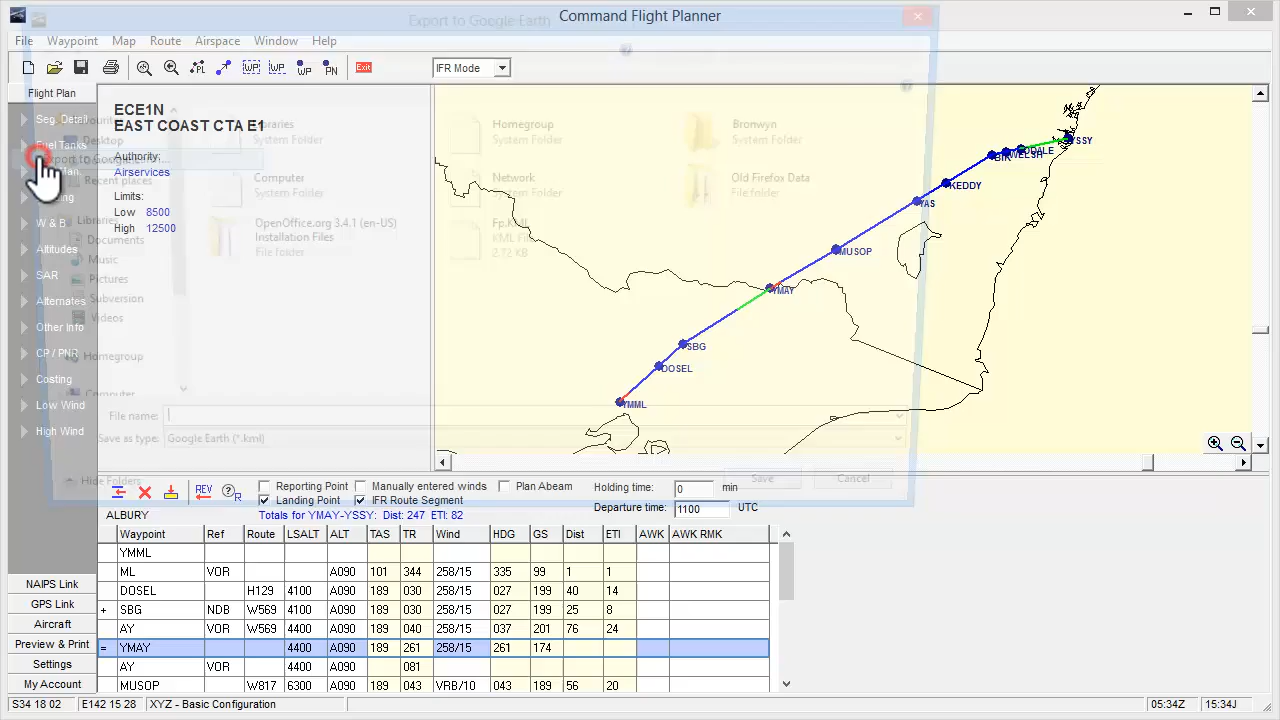 Export to Google Earth
Command Flight Planner
File Waypoint Map Route Airspace Window Help
Exit
IFR Mode
Flight Plan
Seg. Detail
Fuel Tanks
W & B
Altitudes
SAR
Alternates
Other Info
CP / PNR
Costing
Low Wind
High Wind
NAIPS Link
GPS Link
Aircraft
Preview & Print
Settings
My Account
ECE1N
EAST COAST CTA E1
Authority:
Airservices
Limits:
Low 8500
High 12500
Desktop
Recent places
Libraries
Documents
Music
Pictures
Subversion
Videos
Homegroup
Computer
System Folder
Homegroup
System Folder
Bronwyn
System Folder
Computer
System Folder
Network
System Folder
Old Firefox Data
File folder
OpenOffice.org 3.4.1 (en-US)
Installation Files
File folder
Fp.KML
KML File
2.72 KB
File name:
Save as type: Google Earth (*.kml)
Hide Folders
Save Cancel
YSSY
WELSH
KEDDY
YAS
MUSOP
YMAY
SBG
DOSEL
YMML
REV
Reporting Point Manually entered winds Plan Abeam Holding time: 0 min
Landing Point IFR Route Segment Departure time: 1100 UTC
ALBURY Totals for YMAY-YSSY: Dist: 247 ETI: 82
Waypoint Ref Route LSALT ALT TAS TR Wind HDG GS Dist ETI AWK AWK RMK
YMML
ML VOR A090 101 344 258/15 335 99 1 1
DOSEL H129 4100 A090 189 030 258/15 027 199 40 14
+ SBG NDB W569 4100 A090 189 030 258/15 027 199 25 8
AY VOR W569 4400 A090 189 040 258/15 037 201 76 24
= YMAY 4400 A090 189 261 258/15 261 174
AY VOR 4400 A090 081
MUSOP W817 6300 A090 189 043 VRB/10 043 189 56 20
S34 18 02 E142 15 28 XYZ - Basic Configuration 05:34Z 15:34J